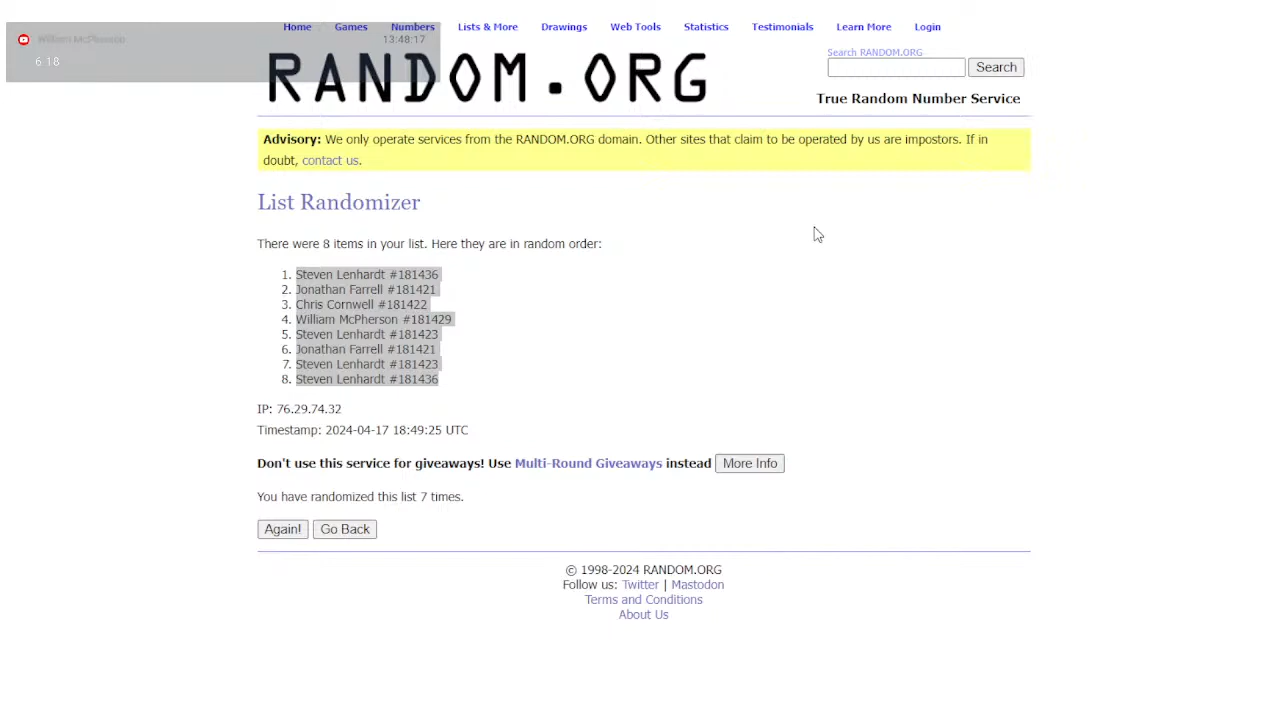 Home Games Numbers Lists & More Drawings Web Tools Statistics Testimonials Learn More Login
William McPherson
13:48:17
6 18
RANDOM.ORG
Search RANDOM.ORG
Search
True Random Number Service
Advisory: We only operate services from the RANDOM.ORG domain. Other sites that claim to be operated by us are impostors. If in
doubt, contact us.
List Randomizer
There were 8 items in your list. Here they are in random order:
1. Steven Lenhardt #181436
2. Jonathan Farrell #181421
3. Chris Cornwell #181422
4. William McPherson #181429
5. Steven Lenhardt #181423
6. Jonathan Farrell #181421
7. Steven Lenhardt #181423
8. Steven Lenhardt #181436
IP: 76.29.74.32
Timestamp: 2024-04-17 18:49:25 UTC
Don't use this service for giveaways! Use Multi-Round Giveaways instead More Info
You have randomized this list 7 times.
Again! Go Back
© 1998-2024 RANDOM.ORG
Follow us: Twitter | Mastodon
Terms and Conditions
About Us